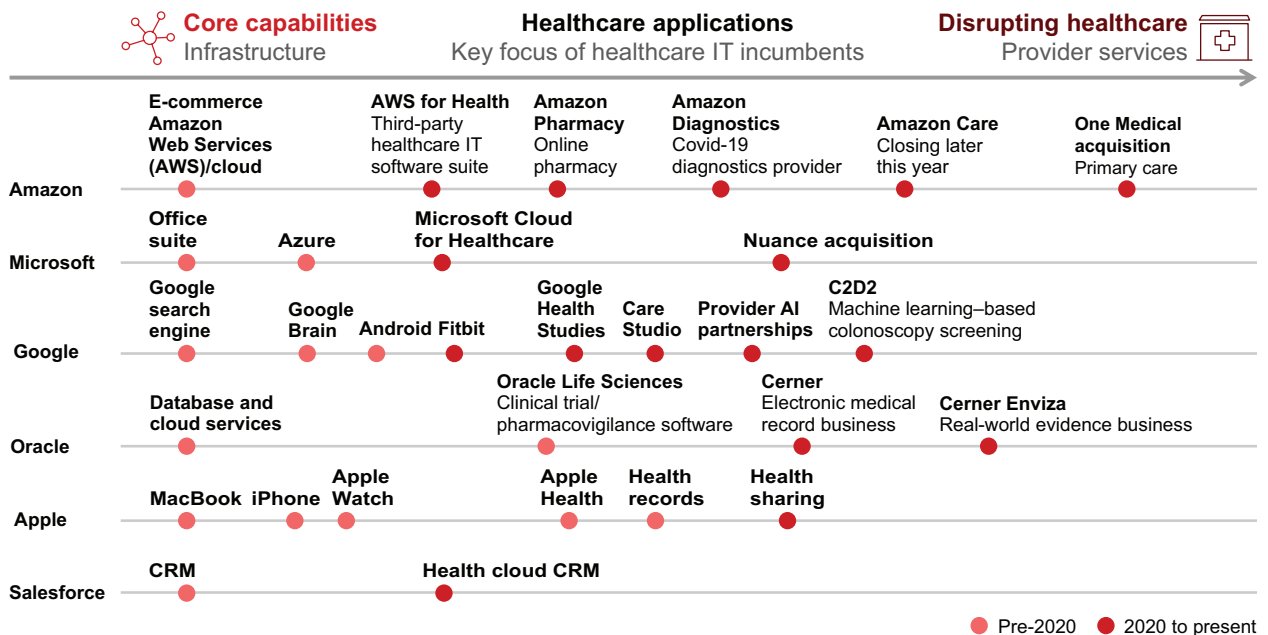 Core capabilities
Infrastructure
Healthcare applications
Key focus of healthcare IT incumbents
Disrupting healthcare
Provider services
Amazon
E-commerce
Amazon
Web Services
(AWS)/cloud
AWS for Health
Third-party
healthcare IT
software suite
Amazon
Pharmacy
Online
pharmacy
Amazon
Diagnostics
Covid-19
diagnostics provider
Amazon Care
Closing later
this year
One Medical
acquisition
Primary care
Microsoft
Office
suite
Azure
Microsoft Cloud
for Healthcare
Nuance acquisition
Google
Google
search
engine
Google
Brain
Android
Fitbit
Google
Health
Studies
Care
Studio
Provider AI
partnerships
C2D2
Machine learning–based
colonoscopy screening
Oracle
Database and
cloud services
Oracle Life Sciences
Clinical trial/
pharmacovigilance software
Cerner
Electronic medical
record business
Cerner Enviza
Real-world evidence business
Apple
MacBook
iPhone
Apple
Watch
Apple
Health
Health
records
Health
sharing
Salesforce
CRM
Health cloud CRM
Pre-2020
2020 to present